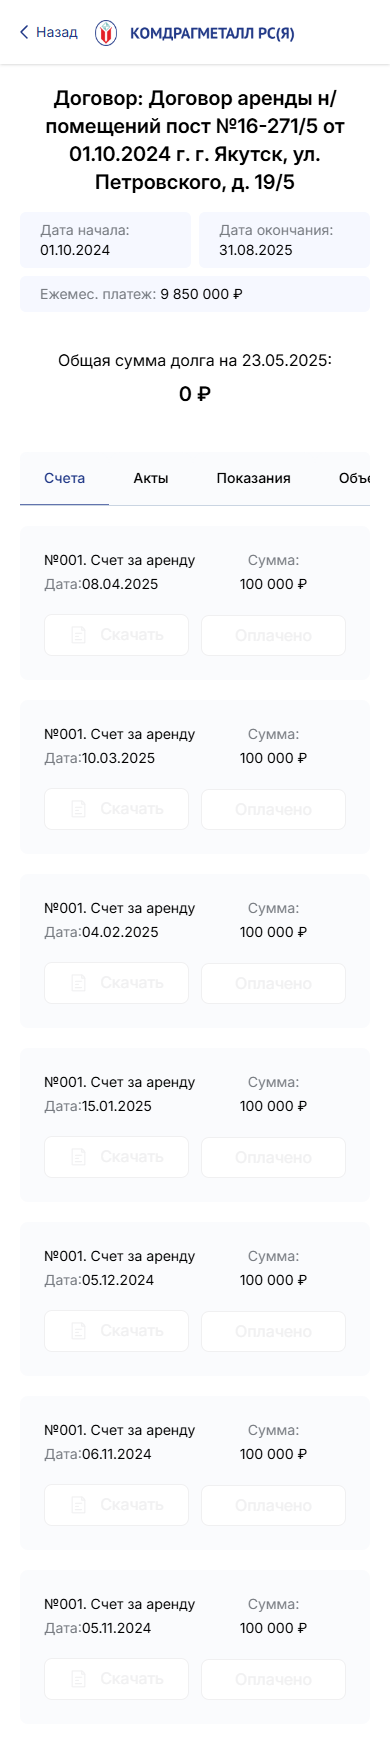 Назад КОМДРАГМЕТАЛЛ РС(Я)
Договор: Договор аренды н/
помещений пост №16-271/5 от
01.10.2024 г. г. Якутск, ул.
Петровского, д. 19/5
Дата начала: Дата окончания:
01.10.2024 31.08.2025
Ежемес. платеж: 9 850 000 ₽
Общая сумма долга на 23.05.2025:
0 ₽
Счета Акты Показания Объе
№001. Счет за аренду Сумма:
Дата:08.04.2025 100 000 ₽
Скачать Оплачено
№001. Счет за аренду Сумма:
Дата:10.03.2025 100 000 ₽
Скачать Оплачено
№001. Счет за аренду Сумма:
Дата:04.02.2025 100 000 ₽
Скачать Оплачено
№001. Счет за аренду Сумма:
Дата:15.01.2025 100 000 ₽
Скачать Оплачено
№001. Счет за аренду Сумма:
Дата:05.12.2024 100 000 ₽
Скачать Оплачено
№001. Счет за аренду Сумма:
Дата:06.11.2024 100 000 ₽
Скачать Оплачено
№001. Счет за аренду Сумма:
Дата:05.11.2024 100 000 ₽
Скачать Оплачено